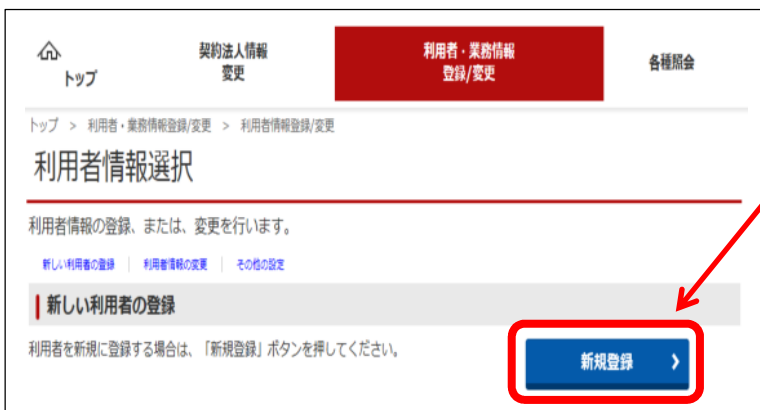 トップ
契約法人情報
変更
利用者・業務情報
登録/変更
各種照会
トップ > 利用者・業務情報登録/変更 > 利用者情報登録/変更
利用者情報選択
利用者情報の登録、または、変更を行います。
新しい利用者の登録 | 利用者情報の変更 | その他の設定
新しい利用者の登録
利用者を新規に登録する場合は、「新規登録」ボタンを押してください。
新規登録